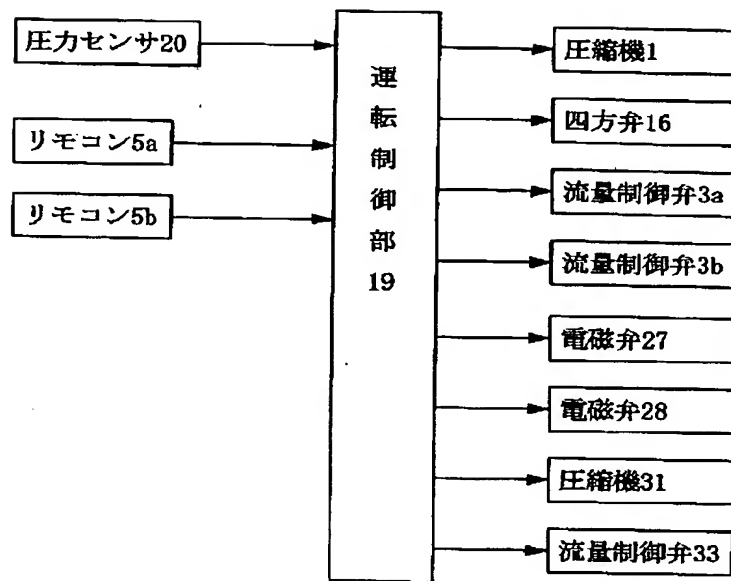 圧力センサ20
リモコン5a
リモコン5b
運転制御部19
圧縮機1
四方弁16
流量制御弁3a
流量制御弁3b
電磁弁27
電磁弁28
圧縮機31
流量制御弁33